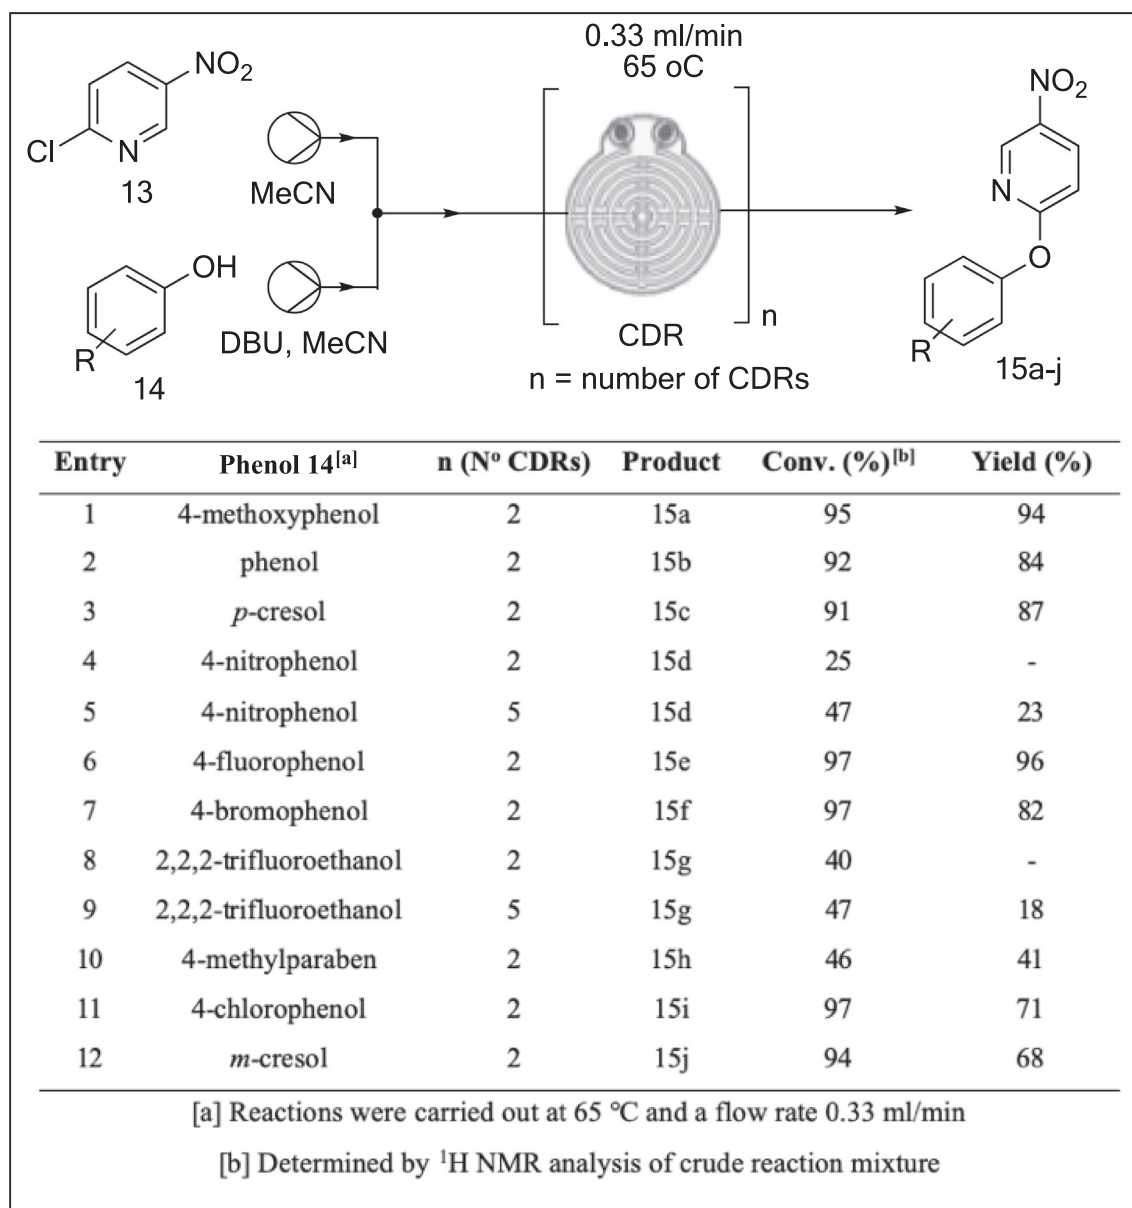 0.33 ml/min
65 oC
NO2
Cl
N
13
MeCN
OH
R
14
DBU, MeCN
CDR
n
n = number of CDRs
NO2
N
O
R
15a-j
Entry Phenol 14[a] n (Nº CDRs) Product Conv. (%)[b] Yield (%)
1 4-methoxyphenol 2 15a 95 94
2 phenol 2 15b 92 84
3 p-cresol 2 15c 91 87
4 4-nitrophenol 2 15d 25 -
5 4-nitrophenol 5 15d 47 23
6 4-fluorophenol 2 15e 97 96
7 4-bromophenol 2 15f 97 82
8 2,2,2-trifluoroethanol 2 15g 40 -
9 2,2,2-trifluoroethanol 5 15g 47 18
10 4-methylparaben 2 15h 46 41
11 4-chlorophenol 2 15i 97 71
12 m-cresol 2 15j 94 68
[a] Reactions were carried out at 65 ℃ and a flow rate 0.33 ml/min
[b] Determined by 1H NMR analysis of crude reaction mixture